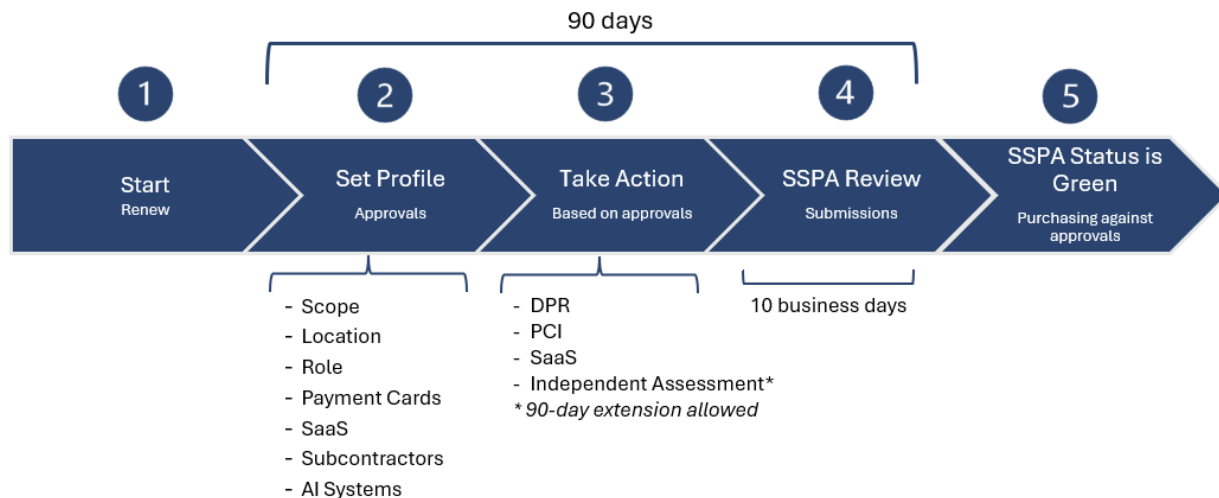 90 days
1
2
3
4
5
Start
Renew
Set Profile
Approvals
Take Action
Based on approvals
SSPA Review
Submissions
SSPA Status is
Green
Purchasing against
approvals
- Scope
- Location
- Role
- Payment Cards
- SaaS
- Subcontractors
- AI Systems
- DPR
- PCI
- SaaS
- Independent Assessment*
* 90-day extension allowed
10 business days